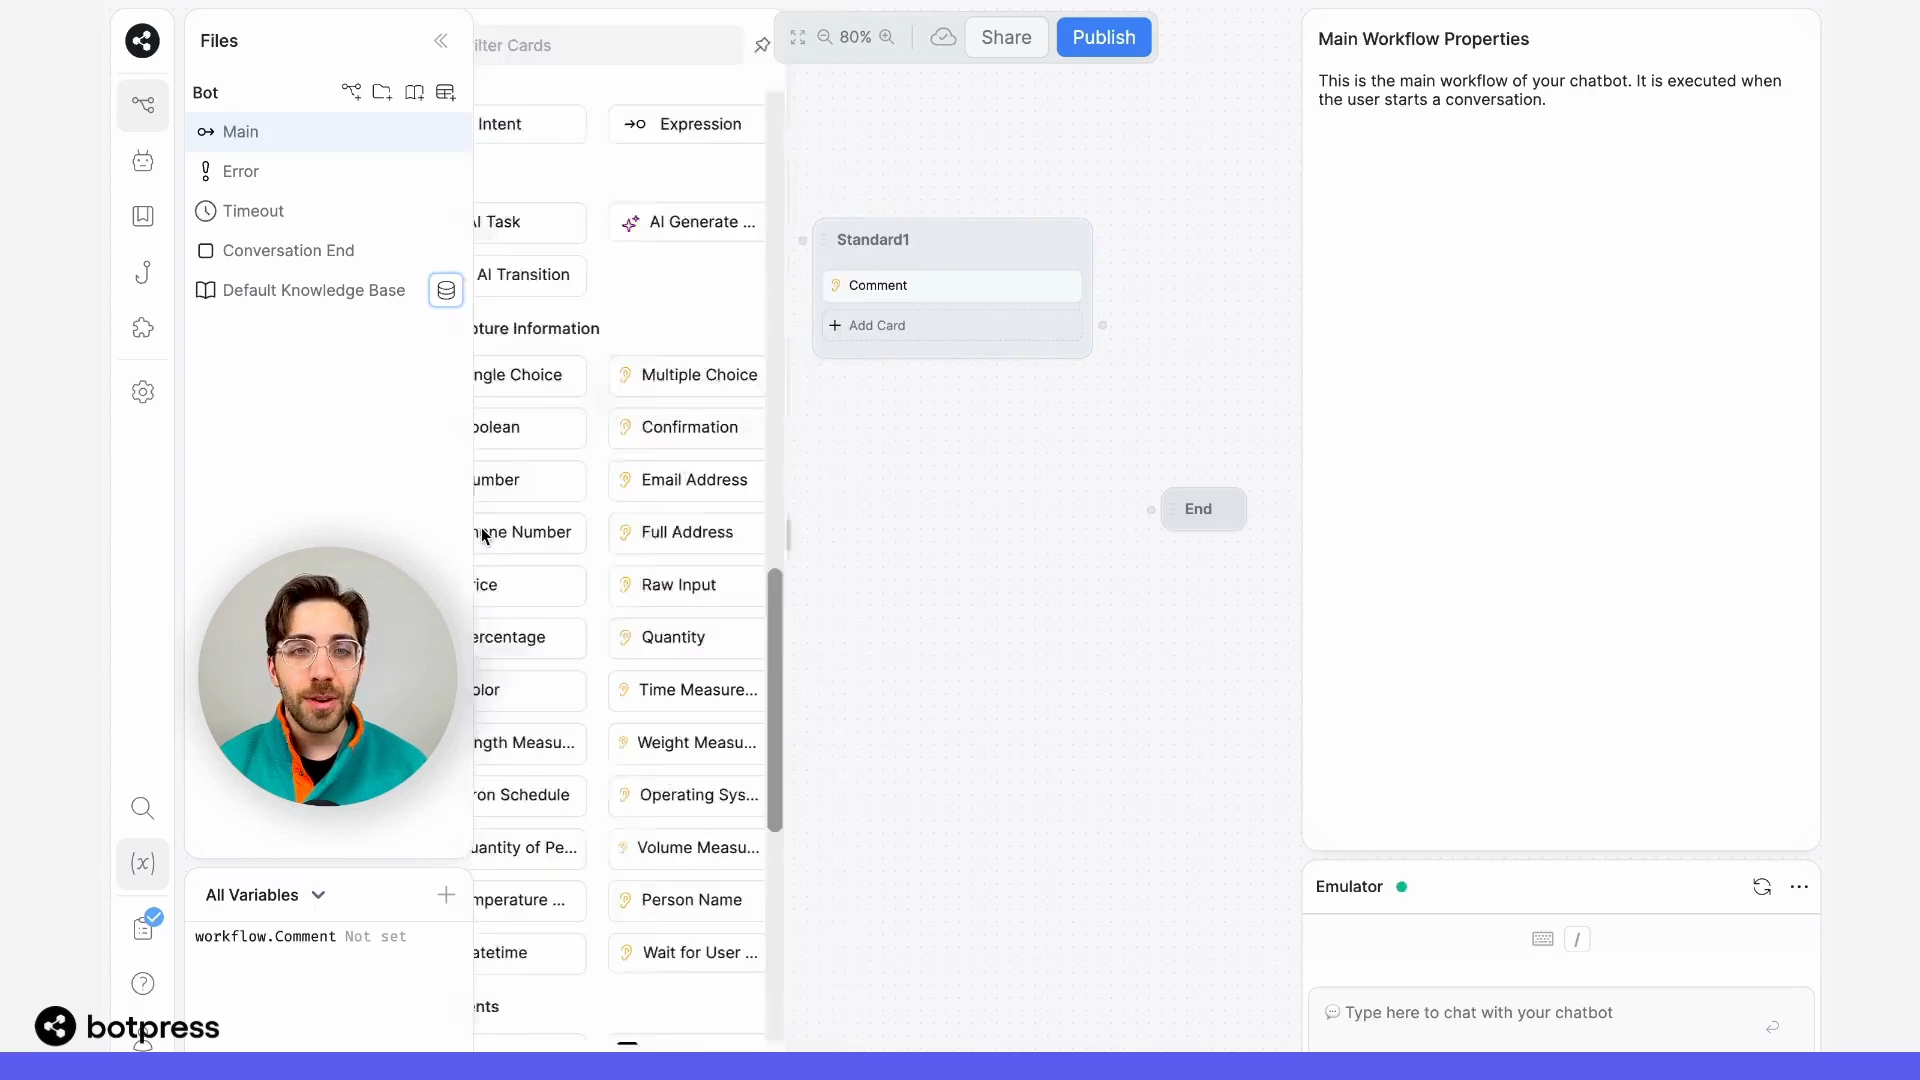 Files
Bot
Main
Error
Timeout
Conversation End
Default Knowledge Base
All Variables
workflow.Comment Not set
(x)
ilter Cards
Intent
Expression
AI Task
AI Generate ...
AI Transition
pture Information
ngle Choice
Multiple Choice
oolean
Confirmation
umber
Email Address
one Number
Full Address
rice
Raw Input
ercentage
Quantity
olor
Time Measure...
ngth Measu...
Weight Measu...
ron Schedule
Operating Sys...
uantity of Pe...
Volume Measu...
mperature ...
Person Name
atetime
Wait for User ...
nts
80%
Share
Publish
Standard1
Comment
+ Add Card
End
Main Workflow Properties
This is the main workflow of your chatbot. It is executed when
the user starts a conversation.
Emulator
/
Type here to chat with your chatbot
botpress